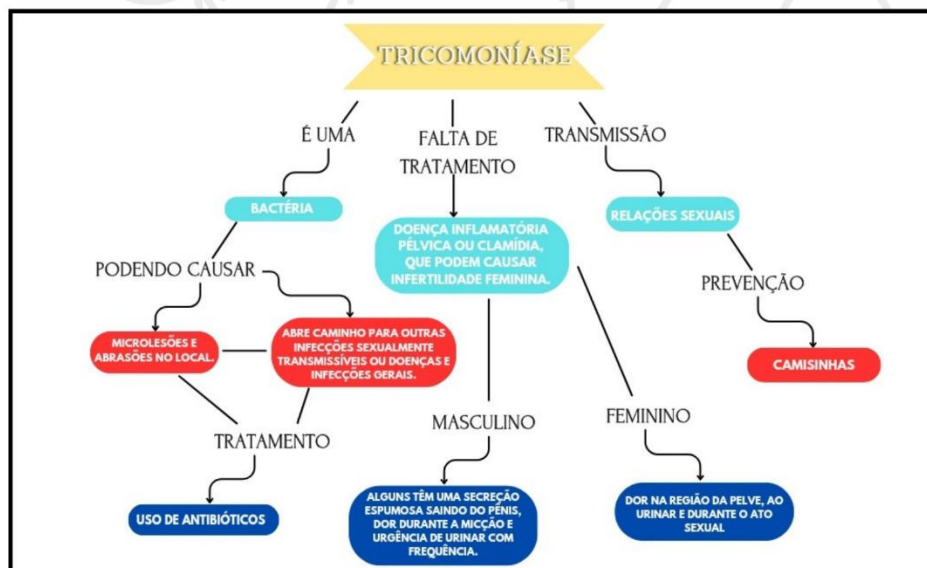 TRICOMONÍASE
É UMA
FALTA DE
TRATAMENTO
TRANSMISSÃO
BACTÉRIA
DOENÇA INFLAMATÓRIA
PÉLVICA OU CLAMÍDIA,
QUE PODEM CAUSAR
INFERTILIDADE FEMININA.
RELAÇÕES SEXUAIS
PODENDO CAUSAR
PREVENÇÃO
MICROLESÕES E
ABRASÕES NO LOCAL.
ABRE CAMINHO PARA OUTRAS
INFECÇÕES SEXUALMENTE
TRANSMISSÍVEIS OU DOENÇAS E
INFECÇÕES GERAIS.
CAMISINHAS
TRATAMENTO
MASCULINO
FEMININO
USO DE ANTIBIÓTICOS
ALGUNS TÊM UMA SECREÇÃO
ESPUMOSA SAINDO DO PÊNIS,
DOR DURANTE A MICÇÃO E
URGÊNCIA DE URINAR COM
FREQUÊNCIA.
DOR NA REGIÃO DA PELVE, AO
URINAR E DURANTE O ATO
SEXUAL